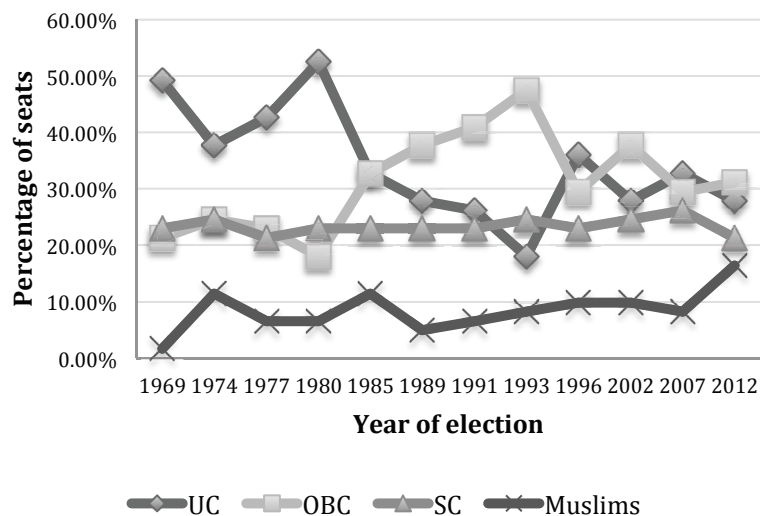 60.00%
50.00%
40.00%
30.00%
20.00%
10.00%
0.00%
Percentage of seats
1969 1974 1977 1980 1985 1989 1991 1993 1996 2002 2007 2012
Year of election
UC OBC SC Muslims